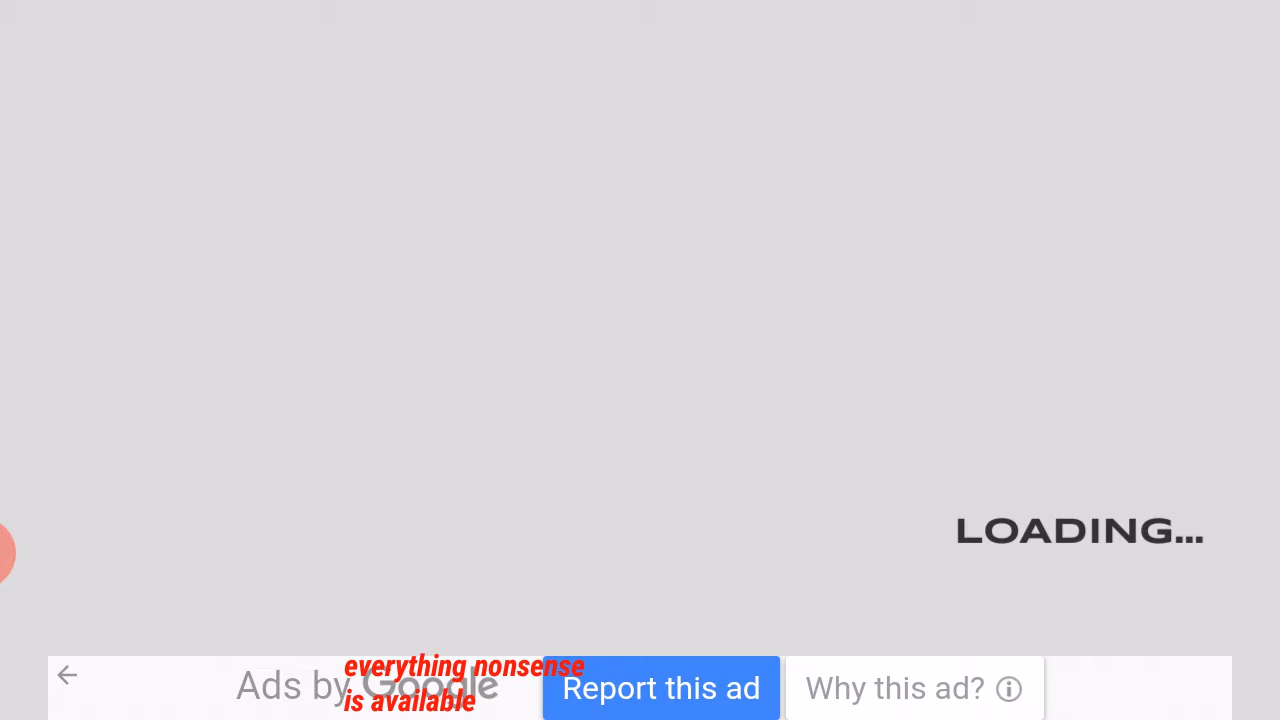 LOADING...
everything nonsense
is available
Ads by Google
Report this ad
Why this ad?